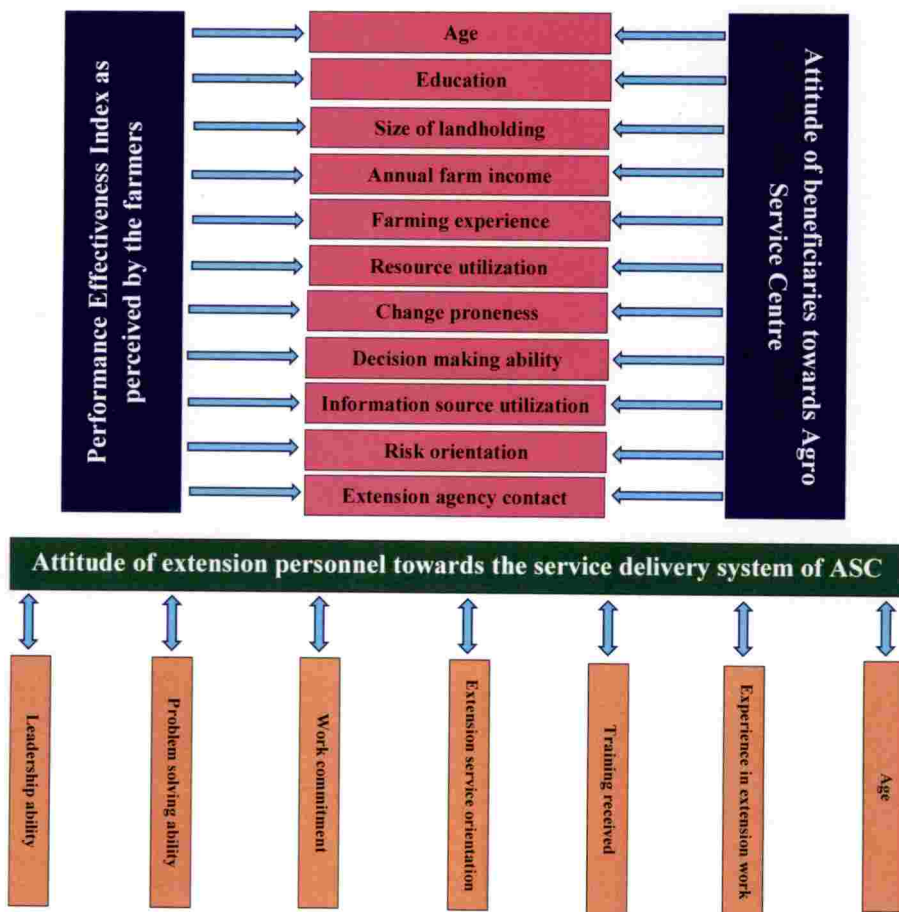 Performance Effectiveness Index as
perceived by the farmers
Age
Education
Size of landholding
Annual farm income
Farming experience
Resource utilization
Change proneness
Decision making ability
Information source utilization
Risk orientation
Extension agency contact
Attitude of beneficiaries towards Agro
Service Centre
Attitude of extension personnel towards the service delivery system of ASC
Leadership ability
Problem solving ability
Work commitment
Extension service orientation
Training received
Experience in extension work
Age